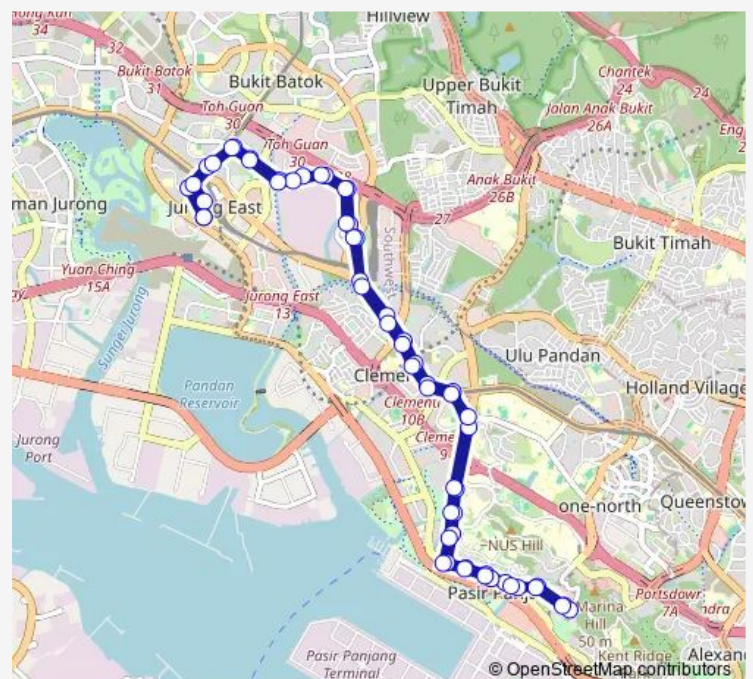 Hillview
34
32
Bukit Batok
31
Bukit Batok
Upper Bukit
Timah
Chantek
24
24
Toh Guan
30
Jalan Anak Bukit
26A
Toh Guan
30
Anak Bukit
26B
man Jurong
East
27
Bukit Timah
Yuan Ching
15A
Southwest
Sungei Jurong
Jurong East
13
Ulu Pandan
Pandan
Reservoir
Holland Village
Clementi
10B
9
Jurong
Port
one-north
NUS Hill
Pasir
Portsdown
7A
Marina
Hill
50 m
Kent Ridge
Pasir Panjang
Terminal
© OpenStreetMap contributors